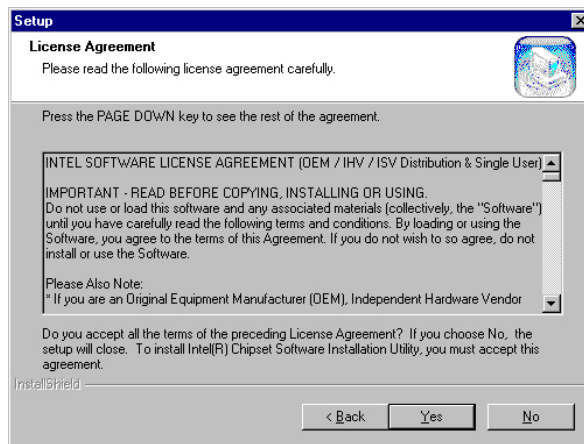 Setup
License Agreement
Please read the following license agreement carefully.
Press the PAGE DOWN key to see the rest of the agreement.
INTEL SOFTWARE LICENSE AGREEMENT (OEM / IHV / ISV Distribution & Single User)
IMPORTANT - READ BEFORE COPYING, INSTALLING OR USING.
Do not use or load this software and any associated materials (collectively, the "Software")
until you have carefully read the following terms and conditions. By loading or using the
Software, you agree to the terms of this Agreement. If you do not wish to so agree, do not
install or use the Software.
Please Also Note:
* If you are an Original Equipment Manufacturer (OEM), Independent Hardware Vendor
Do you accept all the terms of the preceding License Agreement? If you choose No, the
setup will close. To install Intel(R) Chipset Software Installation Utility, you must accept this
agreement.
InstallShield
< Back
Yes
No